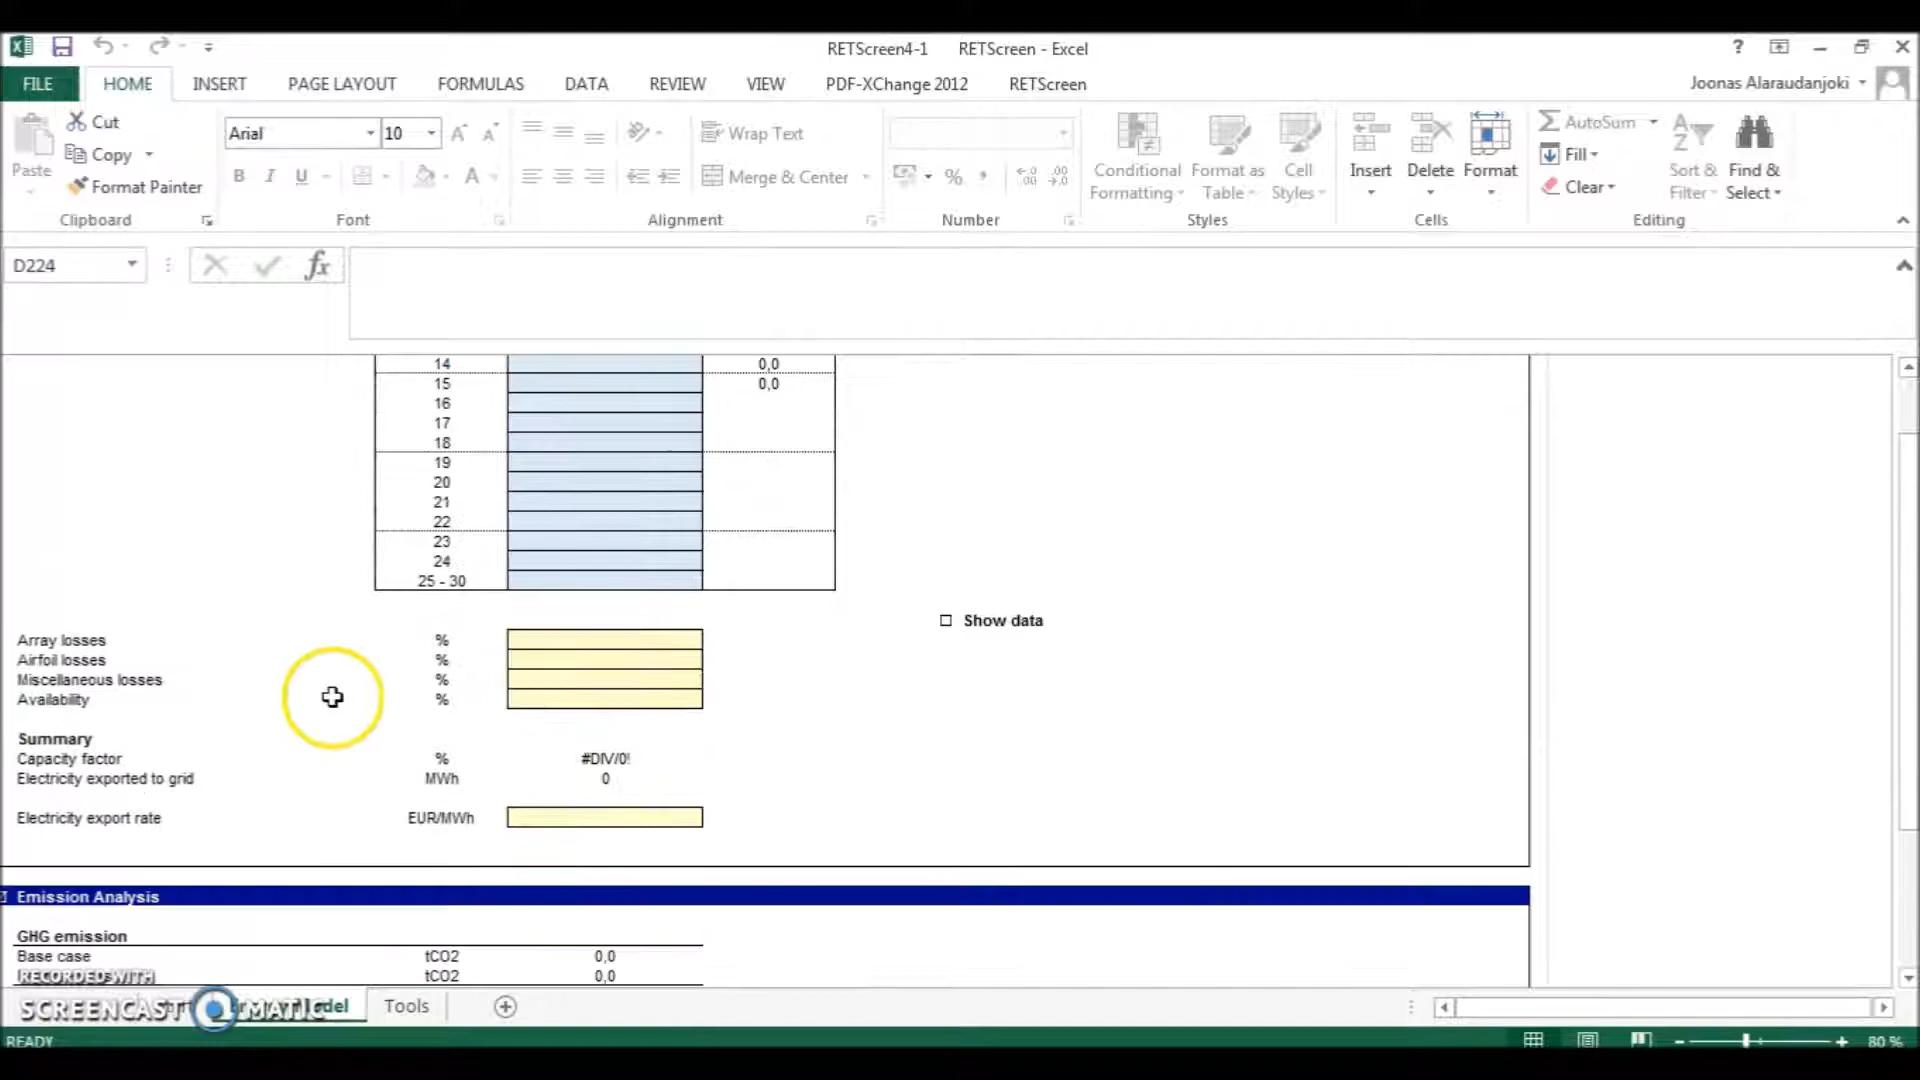 RETScreen4-1 RETScreen - Excel
FILE HOME INSERT PAGE LAYOUT FORMULAS DATA REVIEW VIEW PDF-XChange 2012 RETScreen Joonas Alaraudanjoki
Paste
Cut
Copy
Format Painter
Clipboard
Arial 10
B I U
Font
Wrap Text
Merge & Center
Alignment
%
Number
Conditional Formatting
Format as Table
Cell Styles
Styles
Insert
Delete
Format
Cells
AutoSum
Fill
Clear
Sort & Filter
Find & Select
Editing
D224
fx
14 0,0
15 0,0
16
17
18
19
20
21
22
23
24
25 - 30
Show data
Array losses %
Airfoil losses %
Miscellaneous losses %
Availability %
Summary
Capacity factor % #DIV/0!
Electricity exported to grid MWh 0
Electricity export rate EUR/MWh
Emission Analysis
GHG emission
Base case tCO2 0,0
tCO2 0,0
RECORDED WITH
SCREENCAST MATIC
Tools
READY
80 %